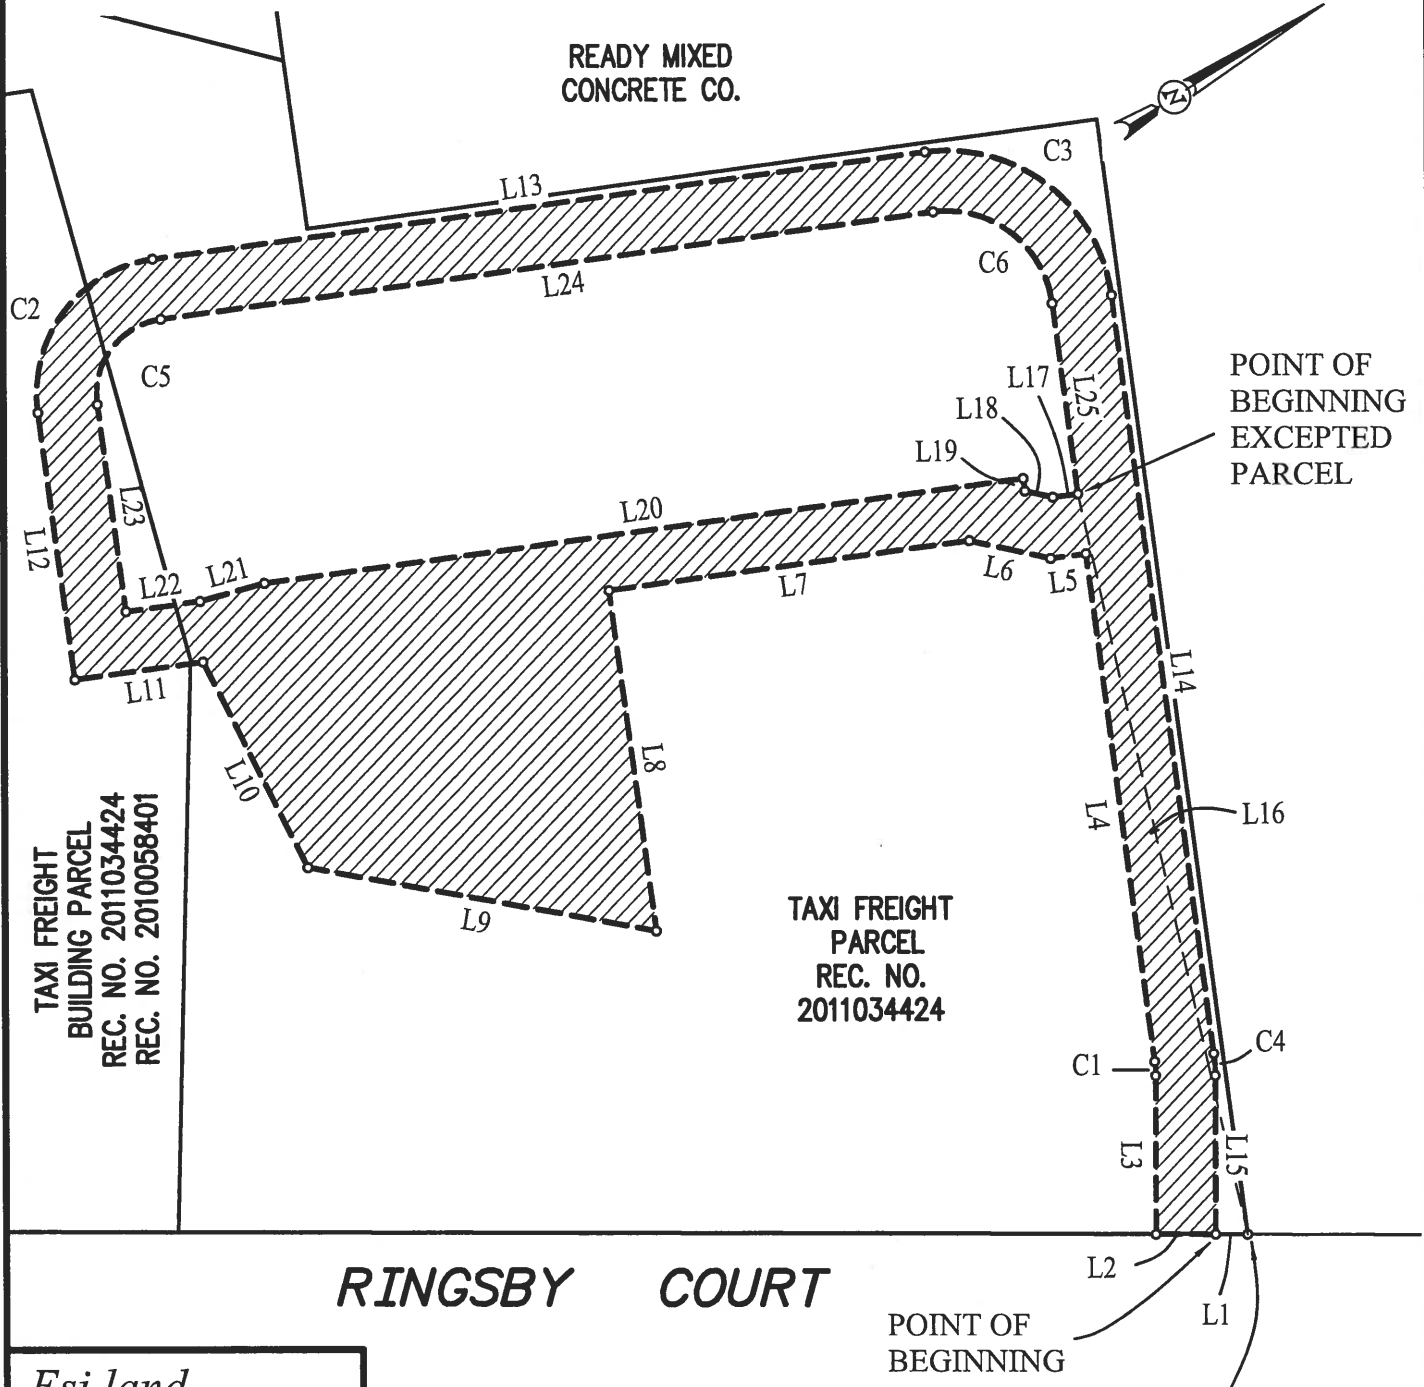 READY MIXED
CONCRETE CO.
N
C3
L13
C2
L24
C6
C5
L17
L25
L18
L19
POINT OF
BEGINNING
EXCEPTED
PARCEL
L20
L23
L12
L22
L21
L6
L5
L7
L11
L14
L10
L8
L4
L16
TAXI FREIGHT
BUILDING PARCEL
REC. NO. 2011034424
REC. NO. 2010058401
L9
TAXI FREIGHT
PARCEL
REC. NO.
2011034424
C1
C4
L3
L15
L2
L1
RINGSBY COURT
POINT OF
BEGINNING
Esi land